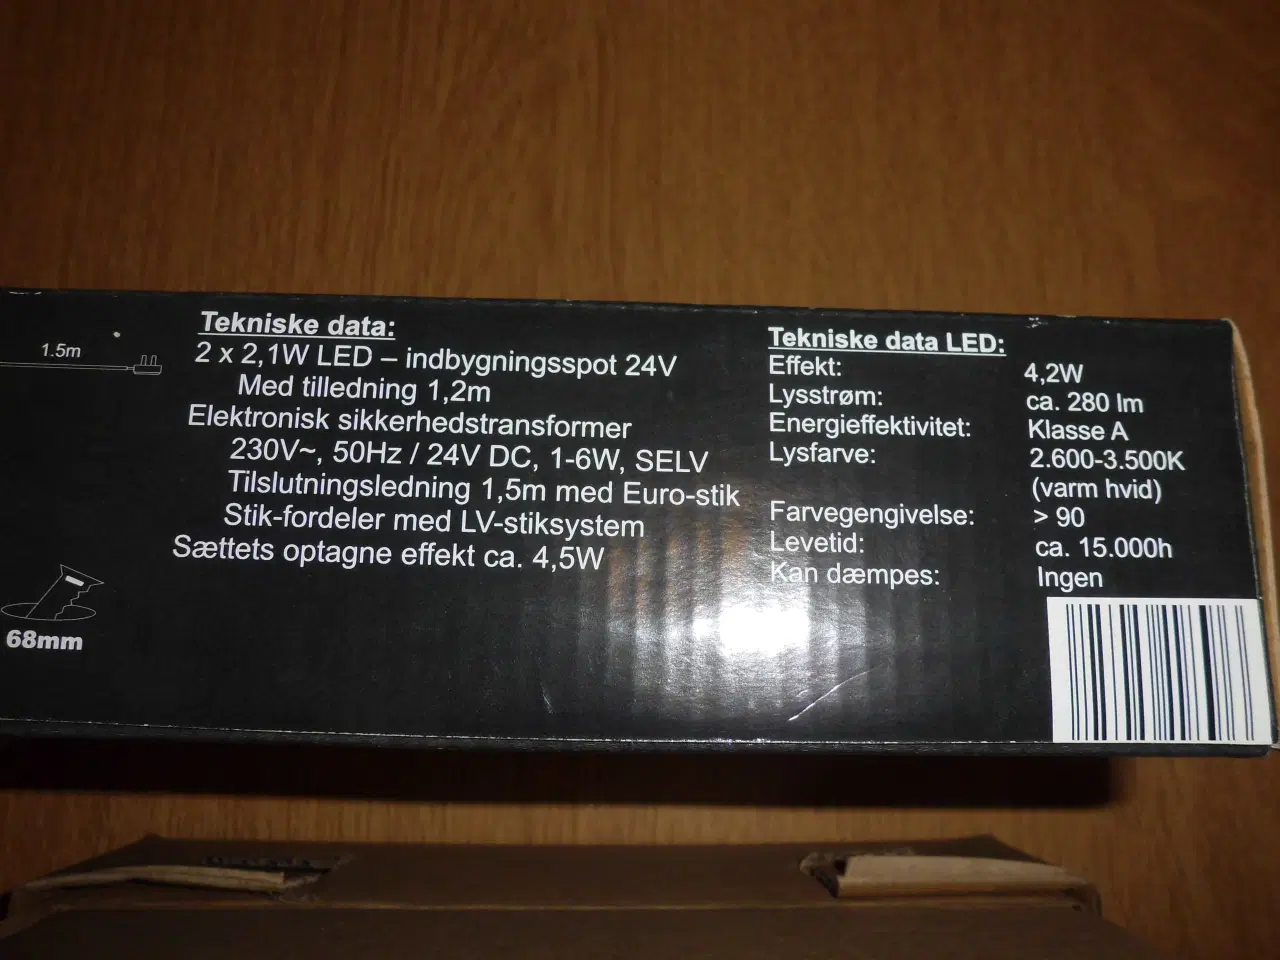 1.5m
68mm
Tekniske data:
2 x 2,1W LED – indbygningsspot 24V
Med tilledning 1,2m
Elektronisk sikkerhedstransformer
230V~, 50Hz / 24V DC, 1-6W, SELV
Tilslutningsledning 1,5m med Euro-stik
Stik-fordeler med LV-stiksystem
Sættets optagne effekt ca. 4,5W
Tekniske data LED:
Effekt: 4,2W
Lysstrøm: ca. 280 lm
Energieffektivitet: Klasse A
Lysfarve: 2.600-3.500K
(varm hvid)
Farvegengivelse: > 90
Levetid: ca. 15.000h
Kan dæmpes: Ingen